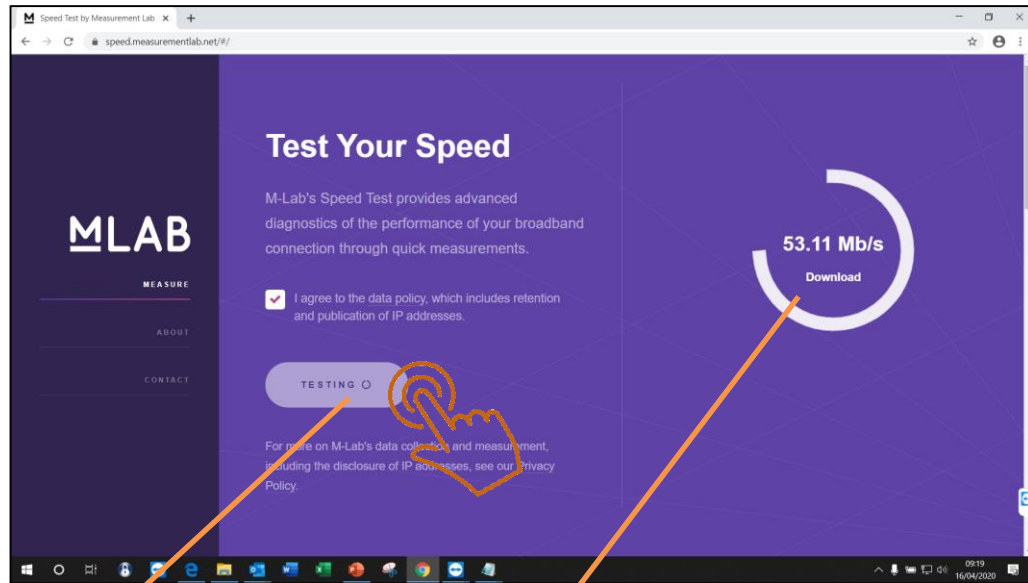 Speed Test by Measurement Lab
speed.measurementlab.net/#/
MLAB
MEASURE
ABOUT
CONTACT
Test Your Speed
M-Lab's Speed Test provides advanced
diagnostics of the performance of your broadband
connection through quick measurements.
I agree to the data policy, which includes retention
and publication of IP addresses.
TESTING
For more on M-Lab's data collection and measurement,
including the disclosure of IP addresses, see our Privacy
Policy.
53.11 Mb/s
Download
09:19
16/04/2020